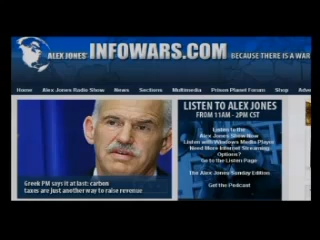 ALEX JONES' INFOWARS.COM BECAUSE THERE IS A WAR
Home Alex Jones Radio Show News Sections Multimedia Prison Planet Forum Shop
Greek PM says it at last: carbon
taxes are just another way to raise revenue
LISTEN TO ALEX JONES
FROM 11AM - 2PM CST
Listen to the
Alex Jones Show Now
Listen with Windows Media Player
Need More Internet Streaming
Options?
Go to the Listen Page
The Alex Jones Sunday Edition
Get the Podcast